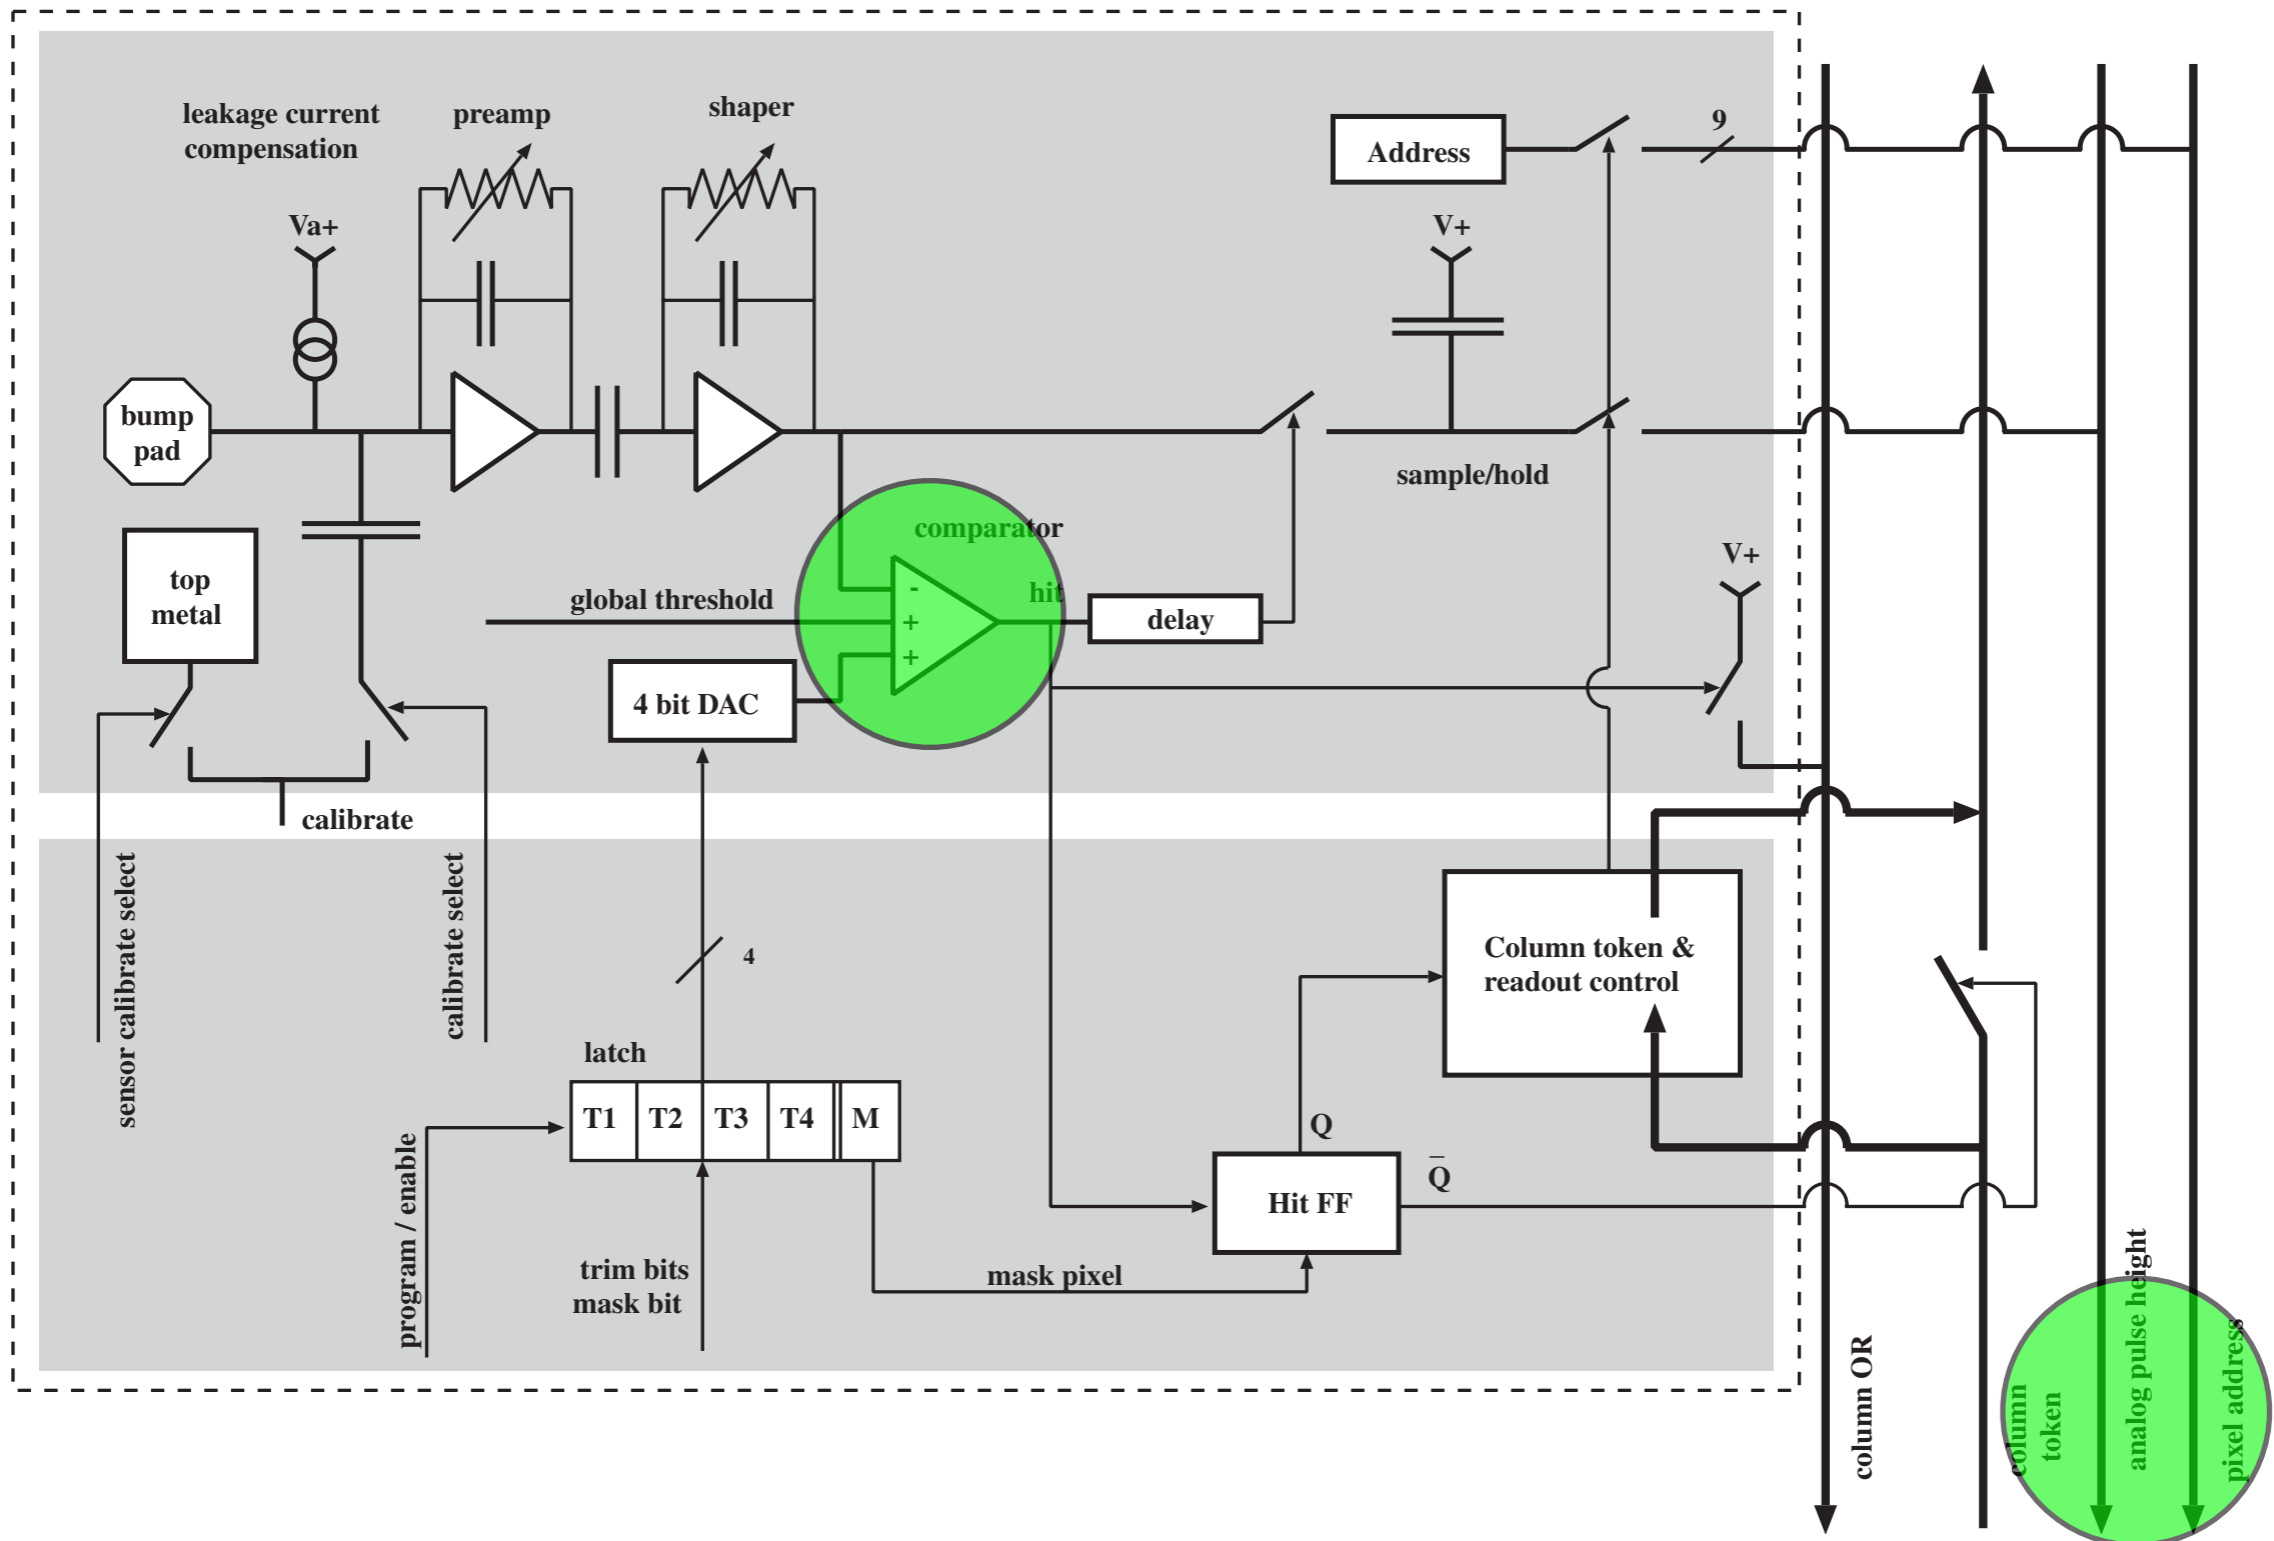 leakage current
compensation
preamp
shaper
Va+
bump
pad
top
metal
calibrate
sensor calibrate select
calibrate select
global threshold
comparator
-
+
+
hit
delay
4 bit DAC
Address
9
V+
sample/hold
V+
4
latch
T1
T2
T3
T4
M
program / enable
trim bits
mask bit
mask pixel
Hit FF
Q
Q̅
Column token &
readout control
column OR
column
token
analog pulse height
pixel address